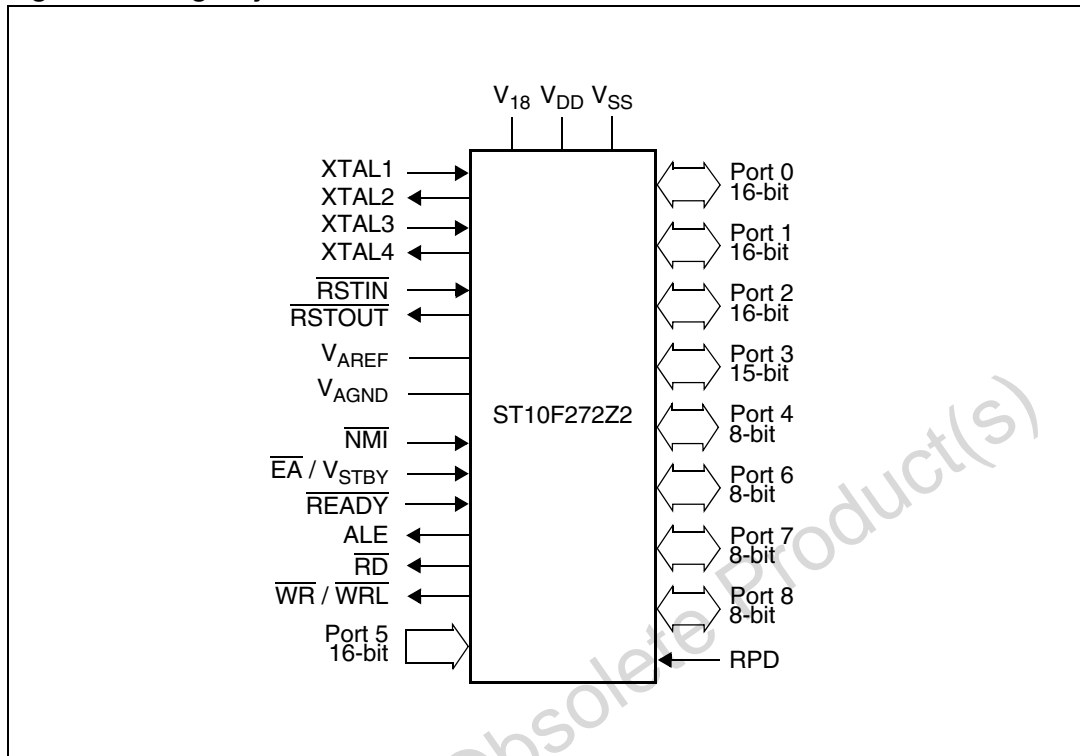 V18 VDD VSS
XTAL1
XTAL2
XTAL3
XTAL4
RSTIN
RSTOUT
VAREF
VAGND
NMI
EA / VSTBY
READY
ALE
RD
WR / WRL
Port 5
16-bit
ST10F272Z2
Port 0
16-bit
Port 1
16-bit
Port 2
16-bit
Port 3
15-bit
Port 4
8-bit
Port 6
8-bit
Port 7
8-bit
Port 8
8-bit
RPD
Obsolete Product(s)